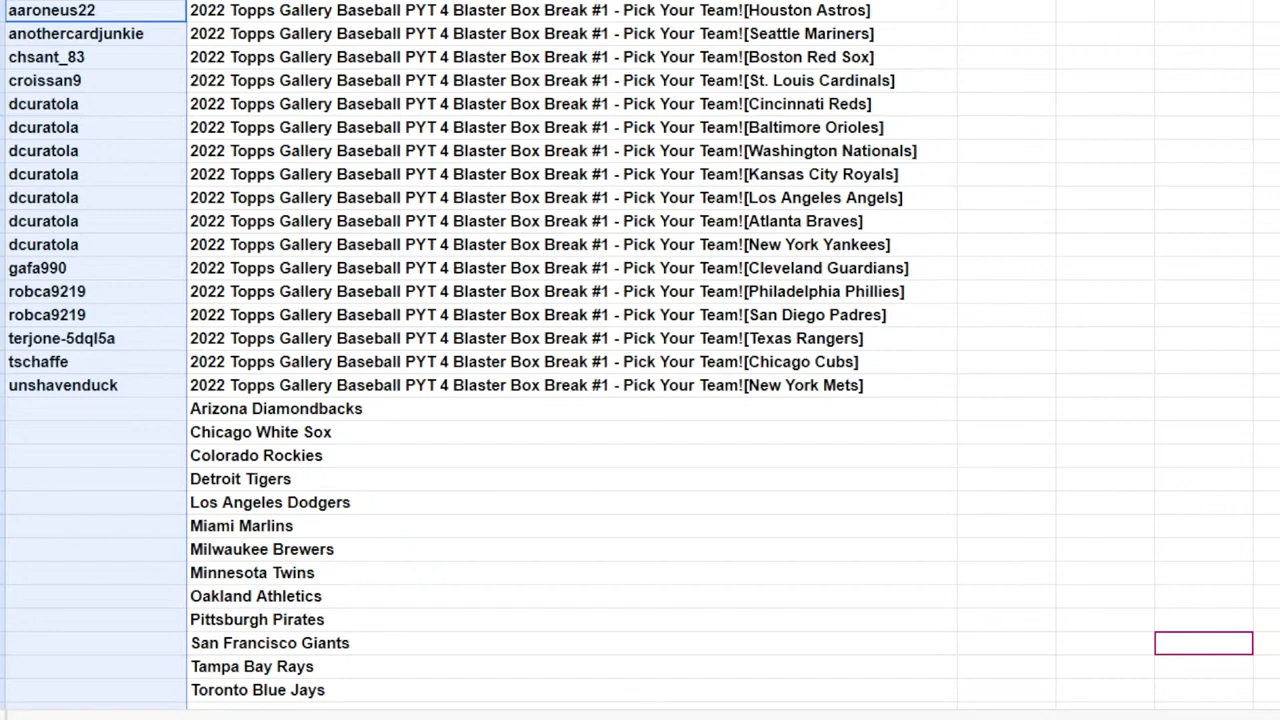 aaroneus22 2022 Topps Gallery Baseball PYT 4 Blaster Box Break #1 - Pick Your Team![Houston Astros]
anothercardjunkie 2022 Topps Gallery Baseball PYT 4 Blaster Box Break #1 - Pick Your Team![Seattle Mariners]
chsant_83 2022 Topps Gallery Baseball PYT 4 Blaster Box Break #1 - Pick Your Team![Boston Red Sox]
croissan9 2022 Topps Gallery Baseball PYT 4 Blaster Box Break #1 - Pick Your Team![St. Louis Cardinals]
dcuratola 2022 Topps Gallery Baseball PYT 4 Blaster Box Break #1 - Pick Your Team![Cincinnati Reds]
dcuratola 2022 Topps Gallery Baseball PYT 4 Blaster Box Break #1 - Pick Your Team![Baltimore Orioles]
dcuratola 2022 Topps Gallery Baseball PYT 4 Blaster Box Break #1 - Pick Your Team![Washington Nationals]
dcuratola 2022 Topps Gallery Baseball PYT 4 Blaster Box Break #1 - Pick Your Team![Kansas City Royals]
dcuratola 2022 Topps Gallery Baseball PYT 4 Blaster Box Break #1 - Pick Your Team![Los Angeles Angels]
dcuratola 2022 Topps Gallery Baseball PYT 4 Blaster Box Break #1 - Pick Your Team![Atlanta Braves]
dcuratola 2022 Topps Gallery Baseball PYT 4 Blaster Box Break #1 - Pick Your Team![New York Yankees]
gafa990 2022 Topps Gallery Baseball PYT 4 Blaster Box Break #1 - Pick Your Team![Cleveland Guardians]
robca9219 2022 Topps Gallery Baseball PYT 4 Blaster Box Break #1 - Pick Your Team![Philadelphia Phillies]
robca9219 2022 Topps Gallery Baseball PYT 4 Blaster Box Break #1 - Pick Your Team![San Diego Padres]
terjone-5dql5a 2022 Topps Gallery Baseball PYT 4 Blaster Box Break #1 - Pick Your Team![Texas Rangers]
tschaffe 2022 Topps Gallery Baseball PYT 4 Blaster Box Break #1 - Pick Your Team![Chicago Cubs]
unshavenduck 2022 Topps Gallery Baseball PYT 4 Blaster Box Break #1 - Pick Your Team![New York Mets]
Arizona Diamondbacks
Chicago White Sox
Colorado Rockies
Detroit Tigers
Los Angeles Dodgers
Miami Marlins
Milwaukee Brewers
Minnesota Twins
Oakland Athletics
Pittsburgh Pirates
San Francisco Giants
Tampa Bay Rays
Toronto Blue Jays